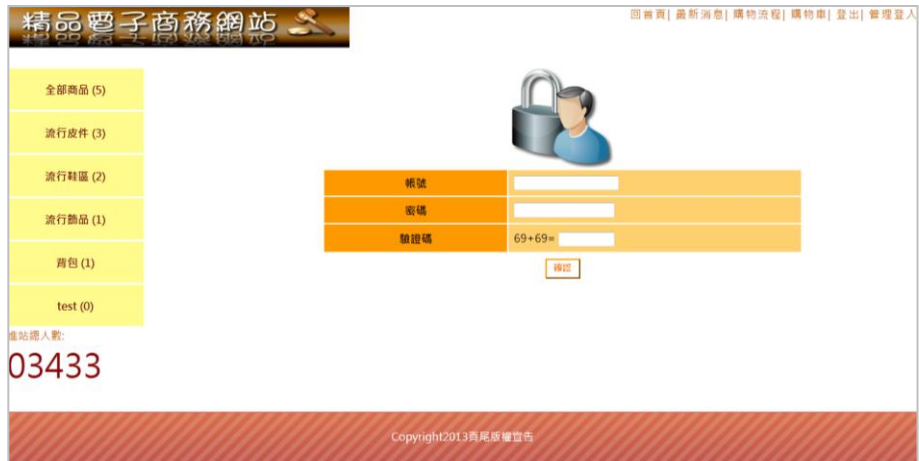 精品電子商務網站
回首頁| 最新消息| 購物流程| 購物車| 登出| 管理登入
全部商品 (5)
流行皮件 (3)
流行鞋區 (2)
流行飾品 (1)
背包 (1)
test (0)
進站總人數:
03433
帳號
密碼
驗證碼
69+69=
確認
Copyright2013頁尾版權宣告